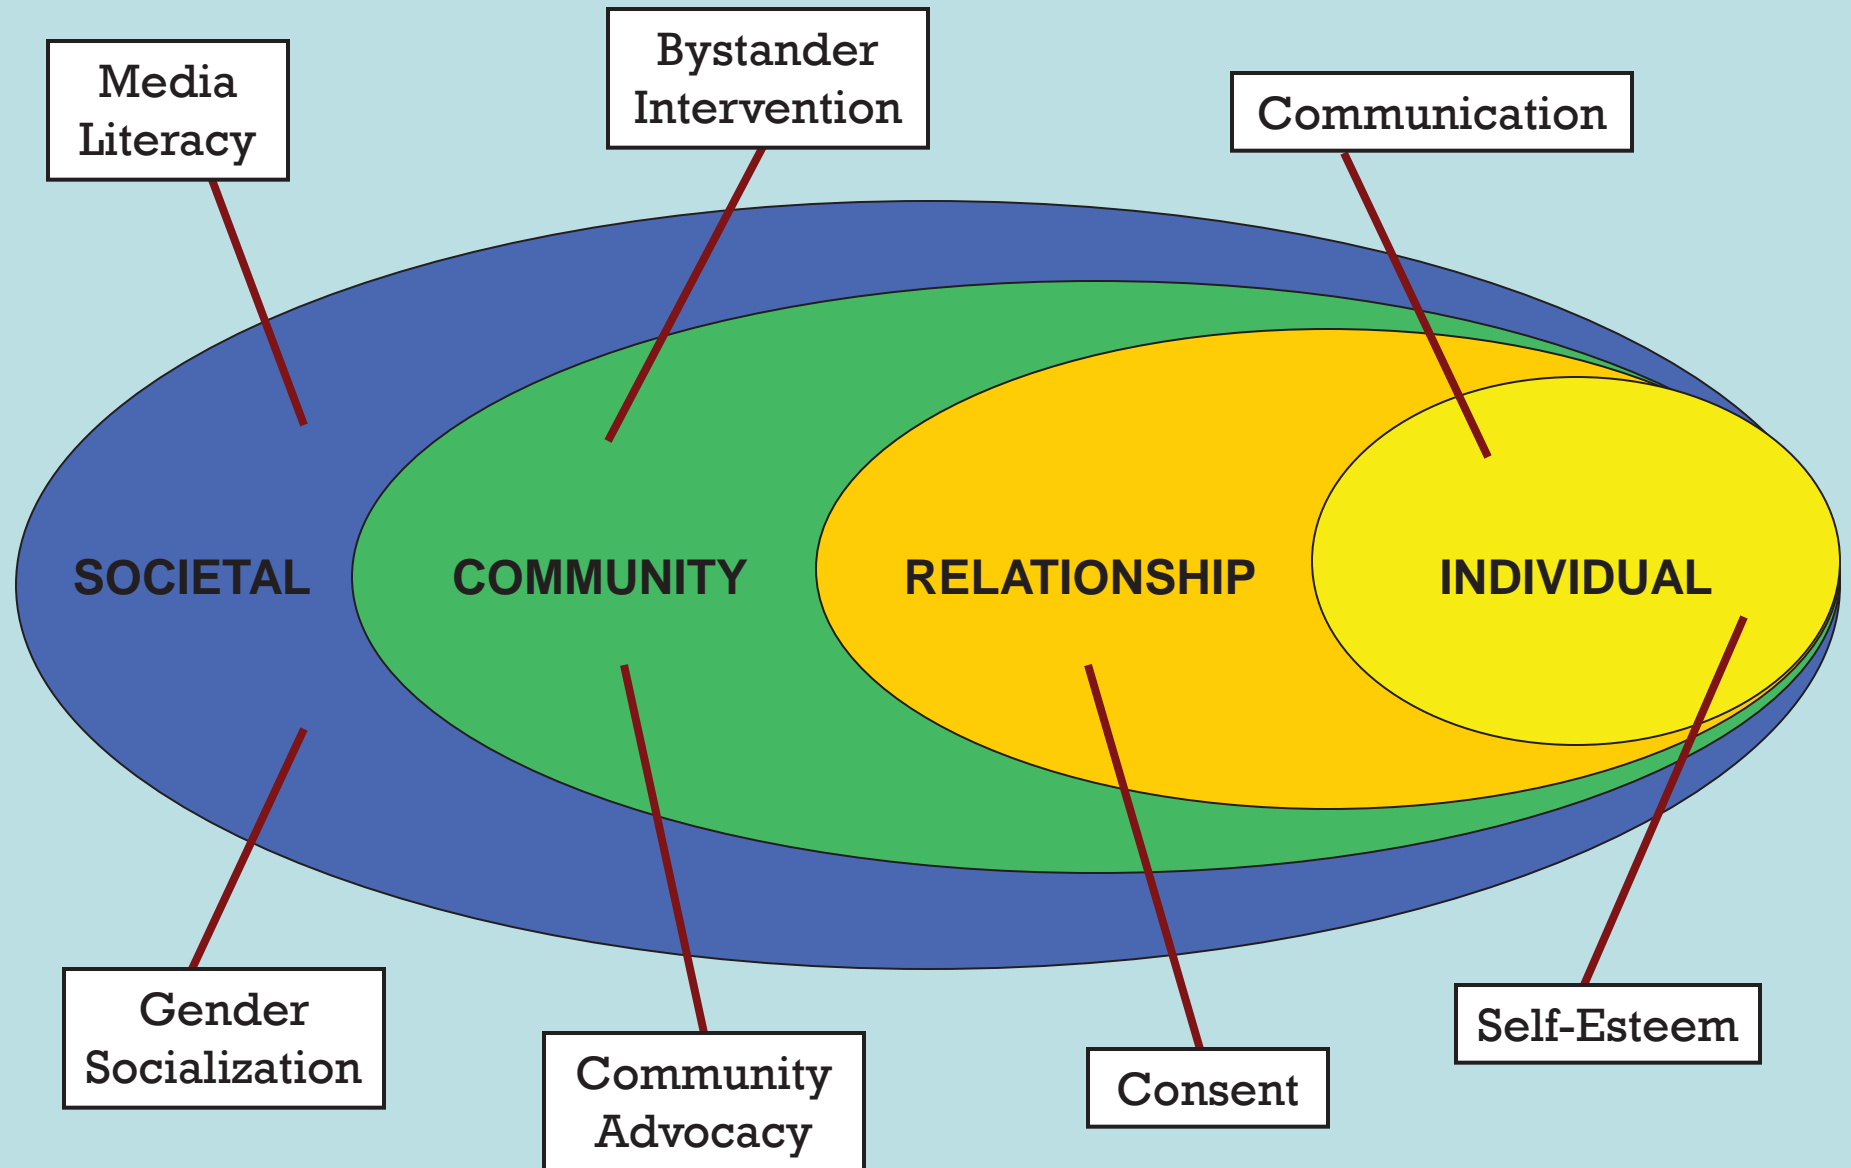 Media
Literacy
Bystander
Intervention
Communication
SOCIETAL
COMMUNITY
RELATIONSHIP
INDIVIDUAL
Gender
Socialization
Community
Advocacy
Consent
Self-Esteem